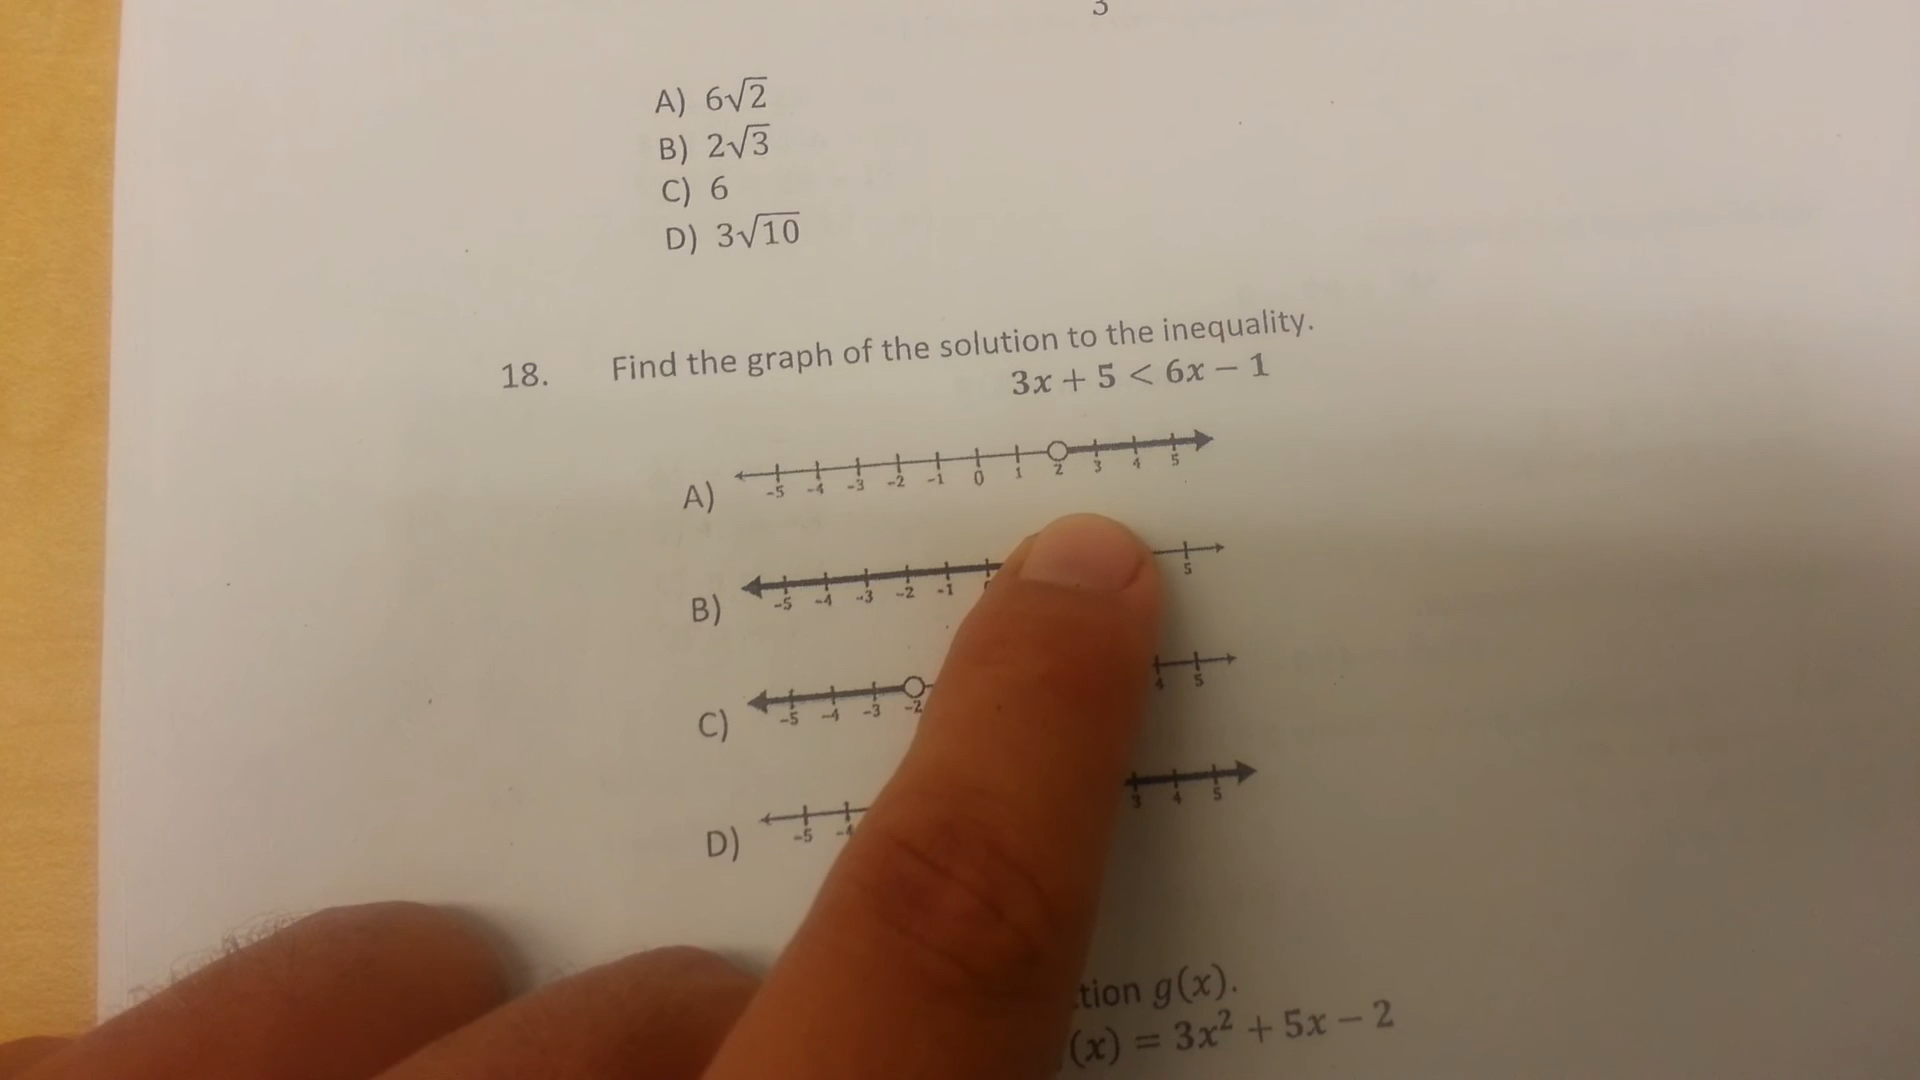 3
A) 6√2
B) 2√3
C) 6
D) 3√10
18. Find the graph of the solution to the inequality.
3x + 5 < 6x − 1
A) -5 -4 -3 -2 -1 0 1 2 3 4 5
B) -5 -4 -3 -2 -1 5
C) -5 -4 -3 -2 4 5
D) -5 -4 3 4 5
tion g(x).
(x) = 3x² + 5x − 2